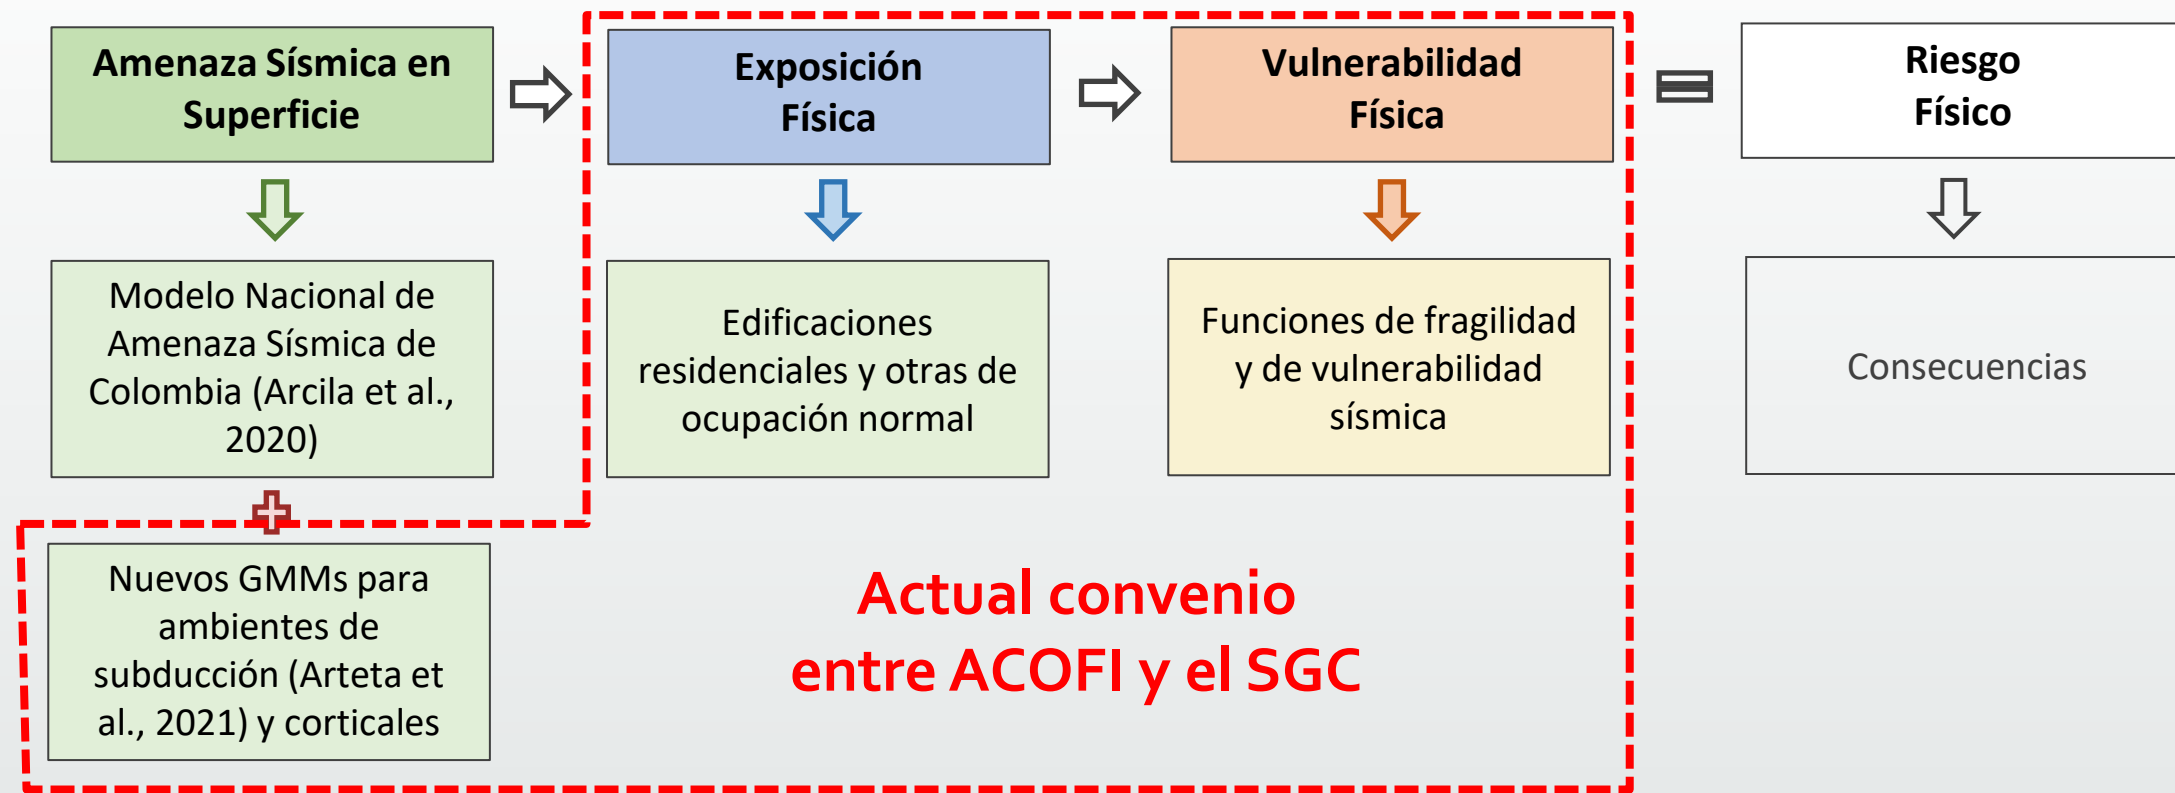 Amenaza Sísmica en
Superficie
Exposición
Física
Vulnerabilidad
Física
Riesgo
Físico
Modelo Nacional de
Amenaza Sísmica de
Colombia (Arcila et al.,
2020)
Edificaciones
residenciales y otras de
ocupación normal
Funciones de fragilidad
y de vulnerabilidad
sísmica
Consecuencias
Nuevos GMMs para
ambientes de
subducción (Arteta et
al., 2021) y corticales
Actual convenio
entre ACOFI y el SGC